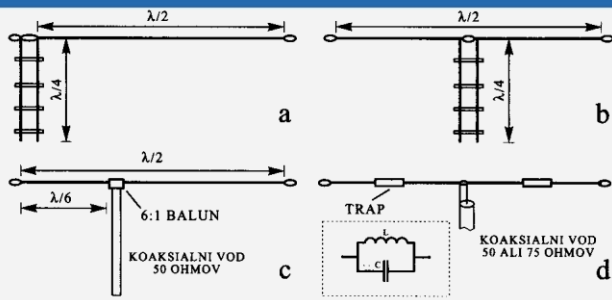 λ/2
λ/4
a
λ/2
λ/4
b
λ/2
λ/6
6:1 BALUN
KOAKSIALNI VOD
50 OHMOV
c
TRAP
L
C
KOAKSIALNI VOD
50 ALI 75 OHMOV
d